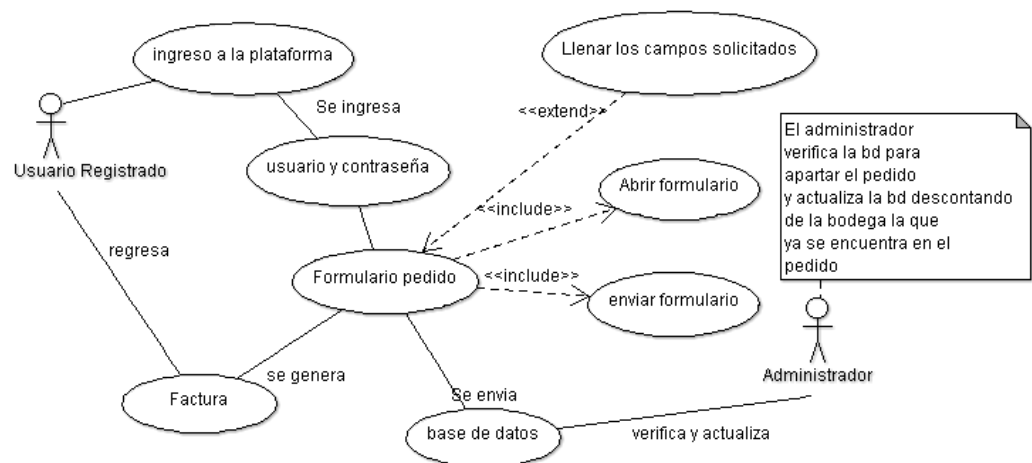 ingreso a la plataforma
Llenar los campos solicitados
Se ingresa
<<extend>>
Usuario Registrado
usuario y contraseña
El administrador
verifica la bd para
apartar el pedido
y actualiza la bd descontando
de la bodega la que
ya se encuentra en el
pedido
Abrir formulario
<<include>>
regresa
Formulario pedido
<<include>>
enviar formulario
se genera
Administrador
Factura
Se envia
base de datos
verifica y actualiza